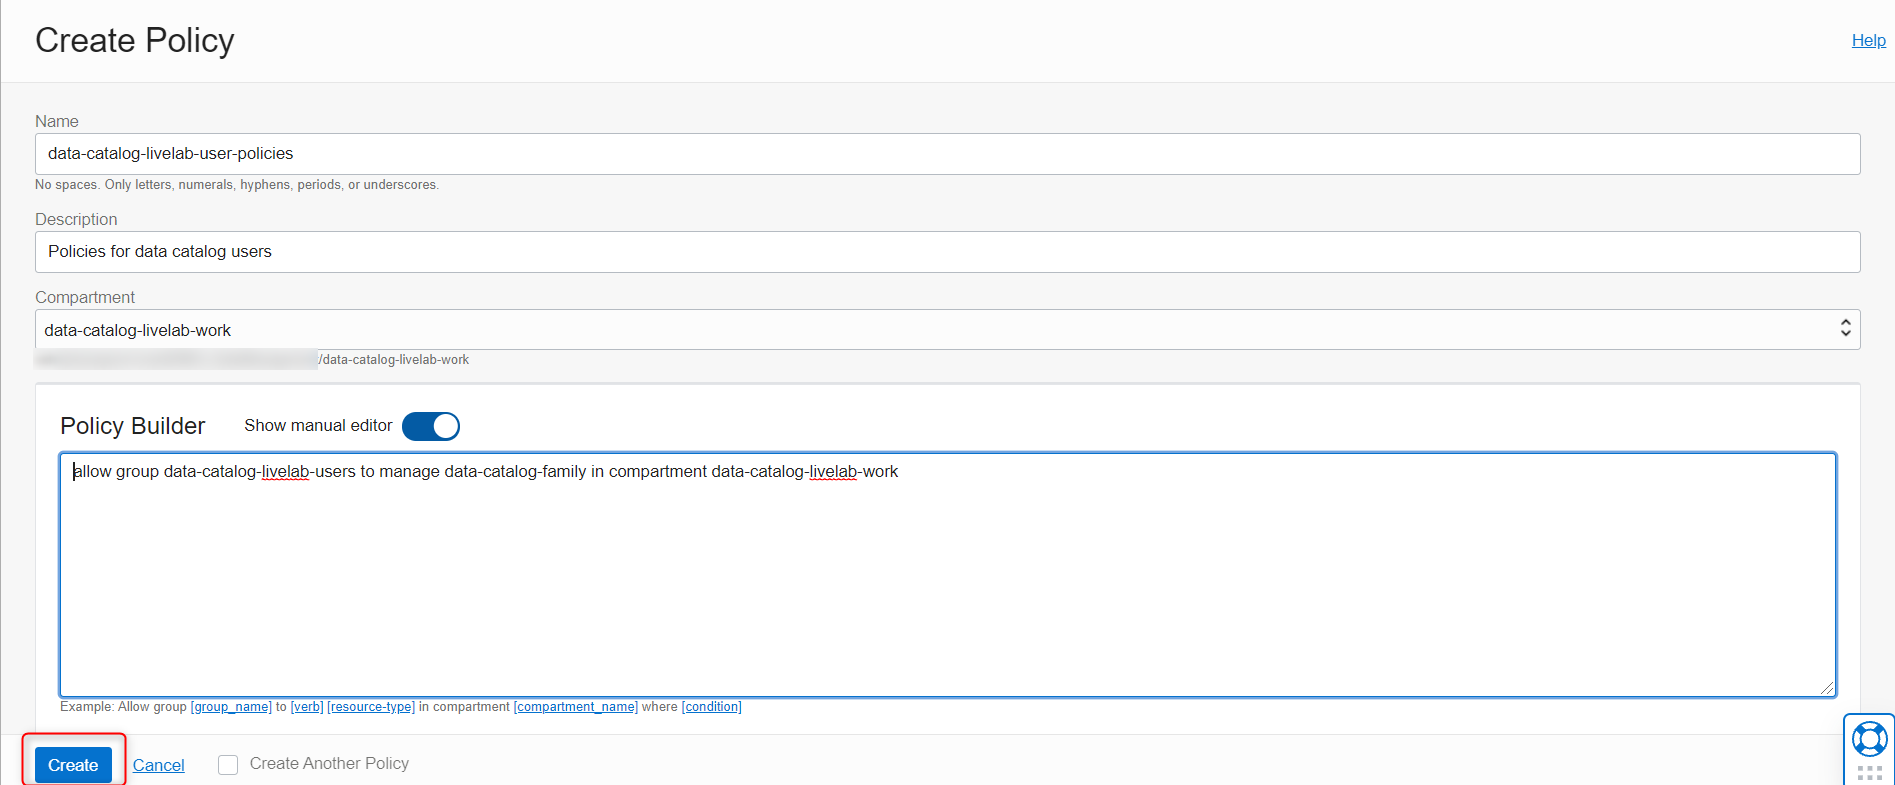 Create Policy
Help
Name
data-catalog-livelab-user-policies
No spaces. Only letters, numerals, hyphens, periods, or underscores.
Description
Policies for data catalog users
Compartment
data-catalog-livelab-work
/data-catalog-livelab-work
Policy Builder Show manual editor
allow group data-catalog-livelab-users to manage data-catalog-family in compartment data-catalog-livelab-work
Example: Allow group [group_name] to [verb] [resource-type] in compartment [compartment_name] where [condition]
Create Cancel Create Another Policy